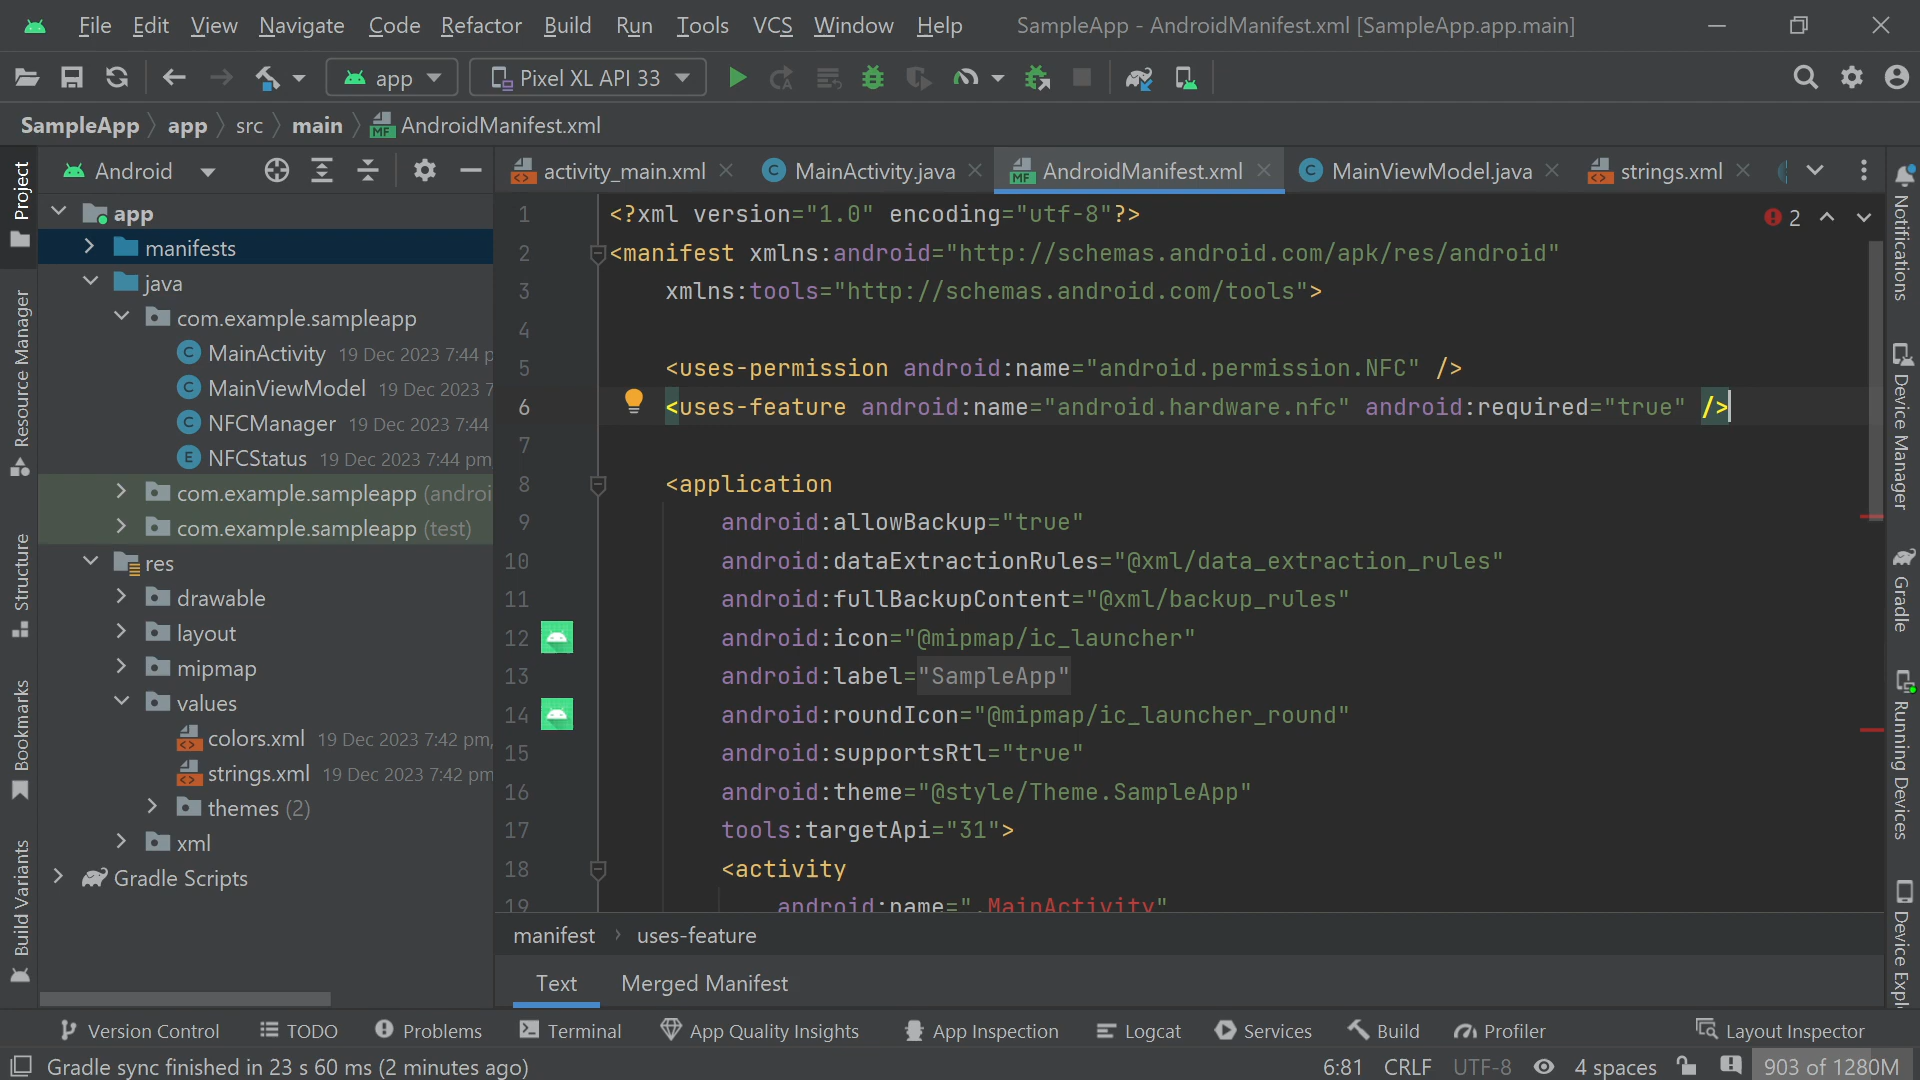 File Edit View Navigate Code Refactor Build Run Tools VCS Window Help SampleApp - AndroidManifest.xml [SampleApp.app.main]
app Pixel XL API 33
SampleApp app src main AndroidManifest.xml
Android
activity_main.xml MainActivity.java AndroidManifest.xml MainViewModel.java strings.xml
Project
Resource Manager
Structure
Bookmarks
Build Variants
app
manifests
java
com.example.sampleapp
MainActivity 19 Dec 2023 7:44 p
MainViewModel 19 Dec 2023 7
NFCManager 19 Dec 2023 7:44
NFCStatus 19 Dec 2023 7:44 pm
com.example.sampleapp (androi
com.example.sampleapp (test)
res
drawable
layout
mipmap
values
colors.xml 19 Dec 2023 7:42 pm,
strings.xml 19 Dec 2023 7:42 pm
themes (2)
xml
Gradle Scripts
1 <?xml version="1.0" encoding="utf-8"?>
2 <manifest xmlns:android="http://schemas.android.com/apk/res/android"
3 xmlns:tools="http://schemas.android.com/tools">
4
5 <uses-permission android:name="android.permission.NFC" />
6 <uses-feature android:name="android.hardware.nfc" android:required="true" />
7
8 <application
9 android:allowBackup="true"
10 android:dataExtractionRules="@xml/data_extraction_rules"
11 android:fullBackupContent="@xml/backup_rules"
12 android:icon="@mipmap/ic_launcher"
13 android:label="SampleApp"
14 android:roundIcon="@mipmap/ic_launcher_round"
15 android:supportsRtl="true"
16 android:theme="@style/Theme.SampleApp"
17 tools:targetApi="31">
18 <activity
19 android:name=".MainActivity"
2
Notifications
Device Manager
Gradle
Running Devices
Device Expl
manifest uses-feature
Text Merged Manifest
Version Control TODO Problems Terminal App Quality Insights App Inspection Logcat Services Build Profiler Layout Inspector
Gradle sync finished in 23 s 60 ms (2 minutes ago) 6:81 CRLF UTF-8 4 spaces 903 of 1280M